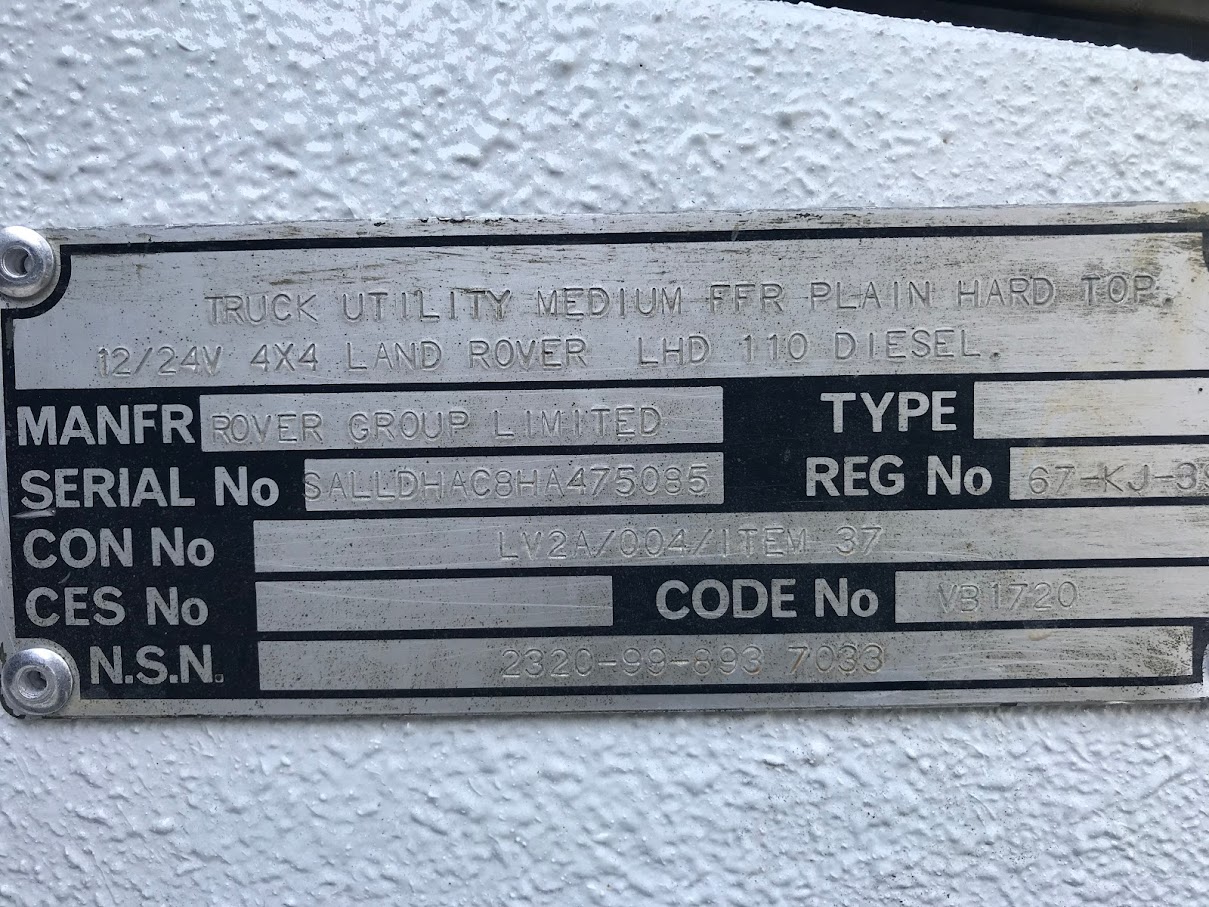 TRUCK UTILITY MEDIUM FFR PLAIN HARD TOP
12/24V 4X4 LAND ROVER LHD 110 DIESEL.
MANFR ROVER GROUP LIMITED TYPE
SERIAL No SALLDHAC8HA475085 REG No
CON No LV2A/004/ITEM 37
CES No CODE No VB1720
N.S.N. 2320-99-893 7033